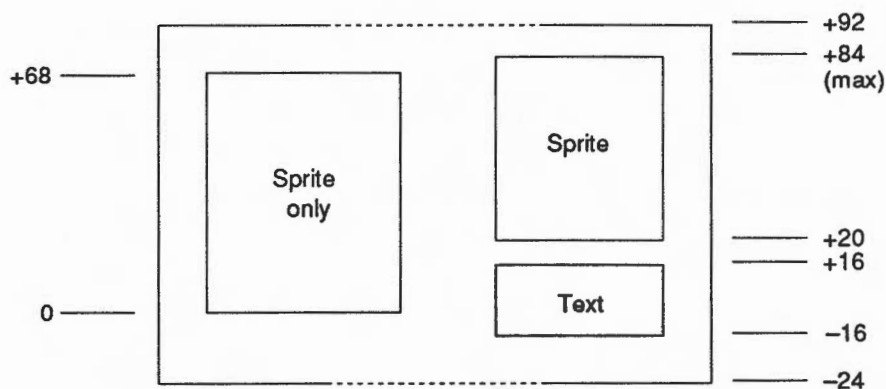 +92
+84
(max)
+68
Sprite
only
Sprite
+20
+16
Text
0
–16
–24